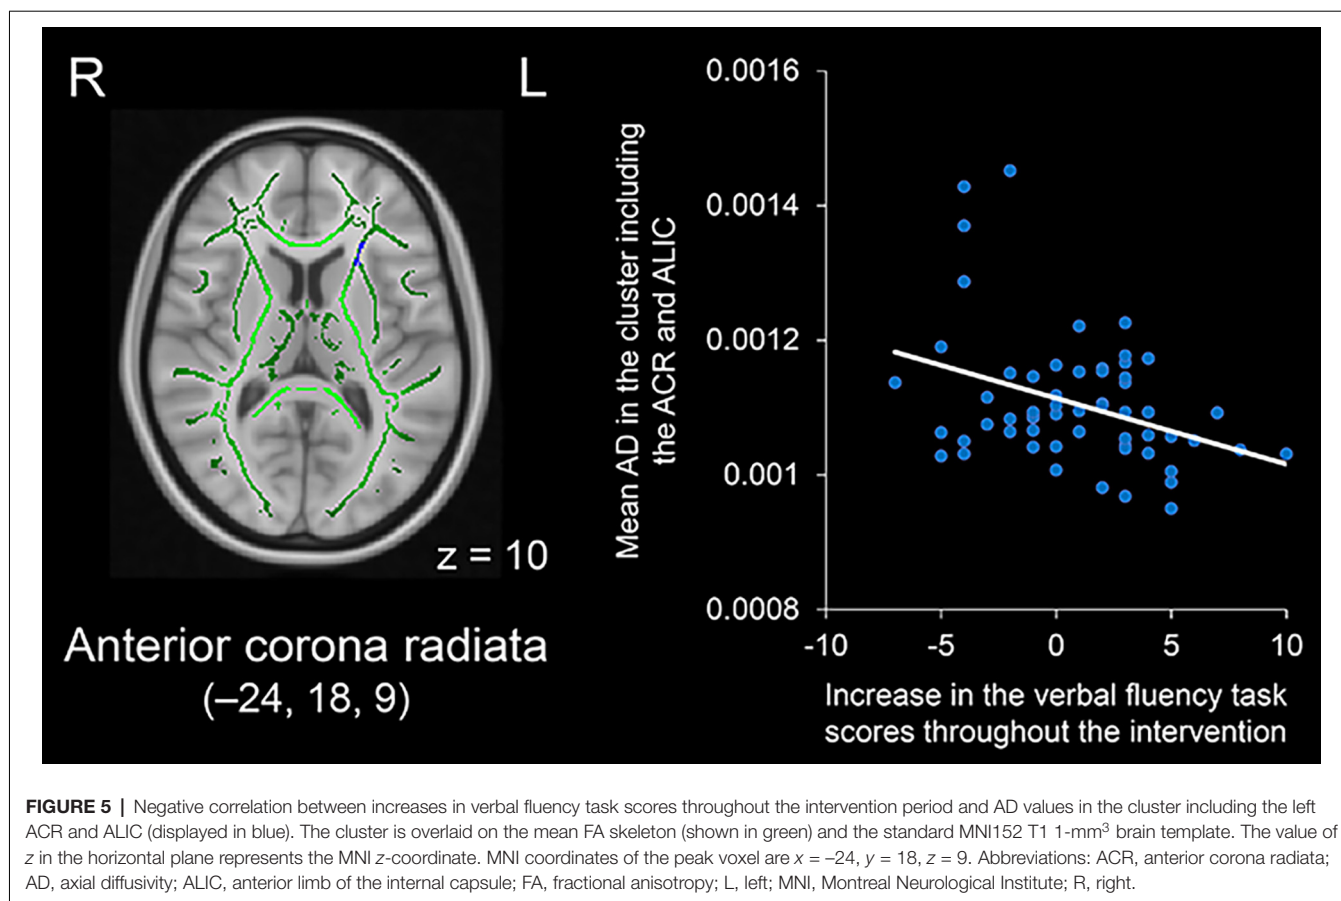 R
L
z = 10
Anterior corona radiata
(–24, 18, 9)
Mean AD in the cluster including
the ACR and ALIC
0.0016
0.0014
0.0012
0.001
0.0008
-10
-5
0
5
10
Increase in the verbal fluency task
scores throughout the intervention
FIGURE 5 | Negative correlation between increases in verbal fluency task scores throughout the intervention period and AD values in the cluster including the left
ACR and ALIC (displayed in blue). The cluster is overlaid on the mean FA skeleton (shown in green) and the standard MNI152 T1 1-mm³ brain template. The value of
z in the horizontal plane represents the MNI z-coordinate. MNI coordinates of the peak voxel are x = –24, y = 18, z = 9. Abbreviations: ACR, anterior corona radiata;
AD, axial diffusivity; ALIC, anterior limb of the internal capsule; FA, fractional anisotropy; L, left; MNI, Montreal Neurological Institute; R, right.